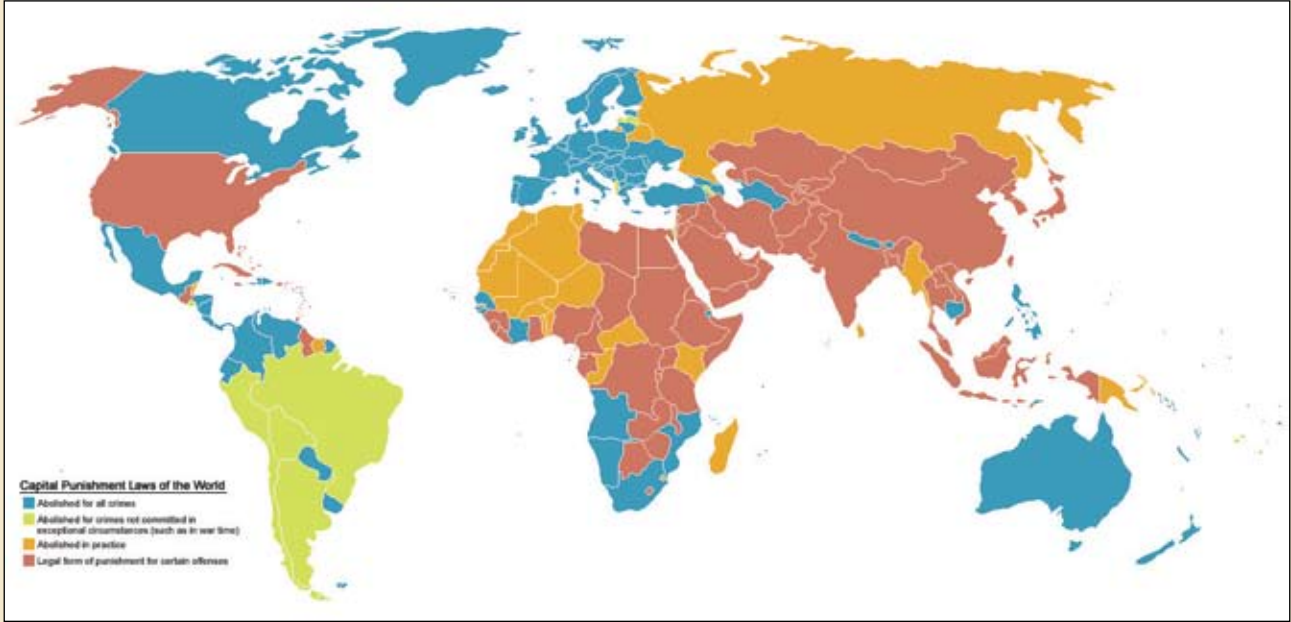 Capital Punishment Laws of the World
Abolished for all crimes
Abolished for crimes not committed in
exceptional circumstances (such as in war time)
Abolished in practice
Legal form of punishment for certain offenses